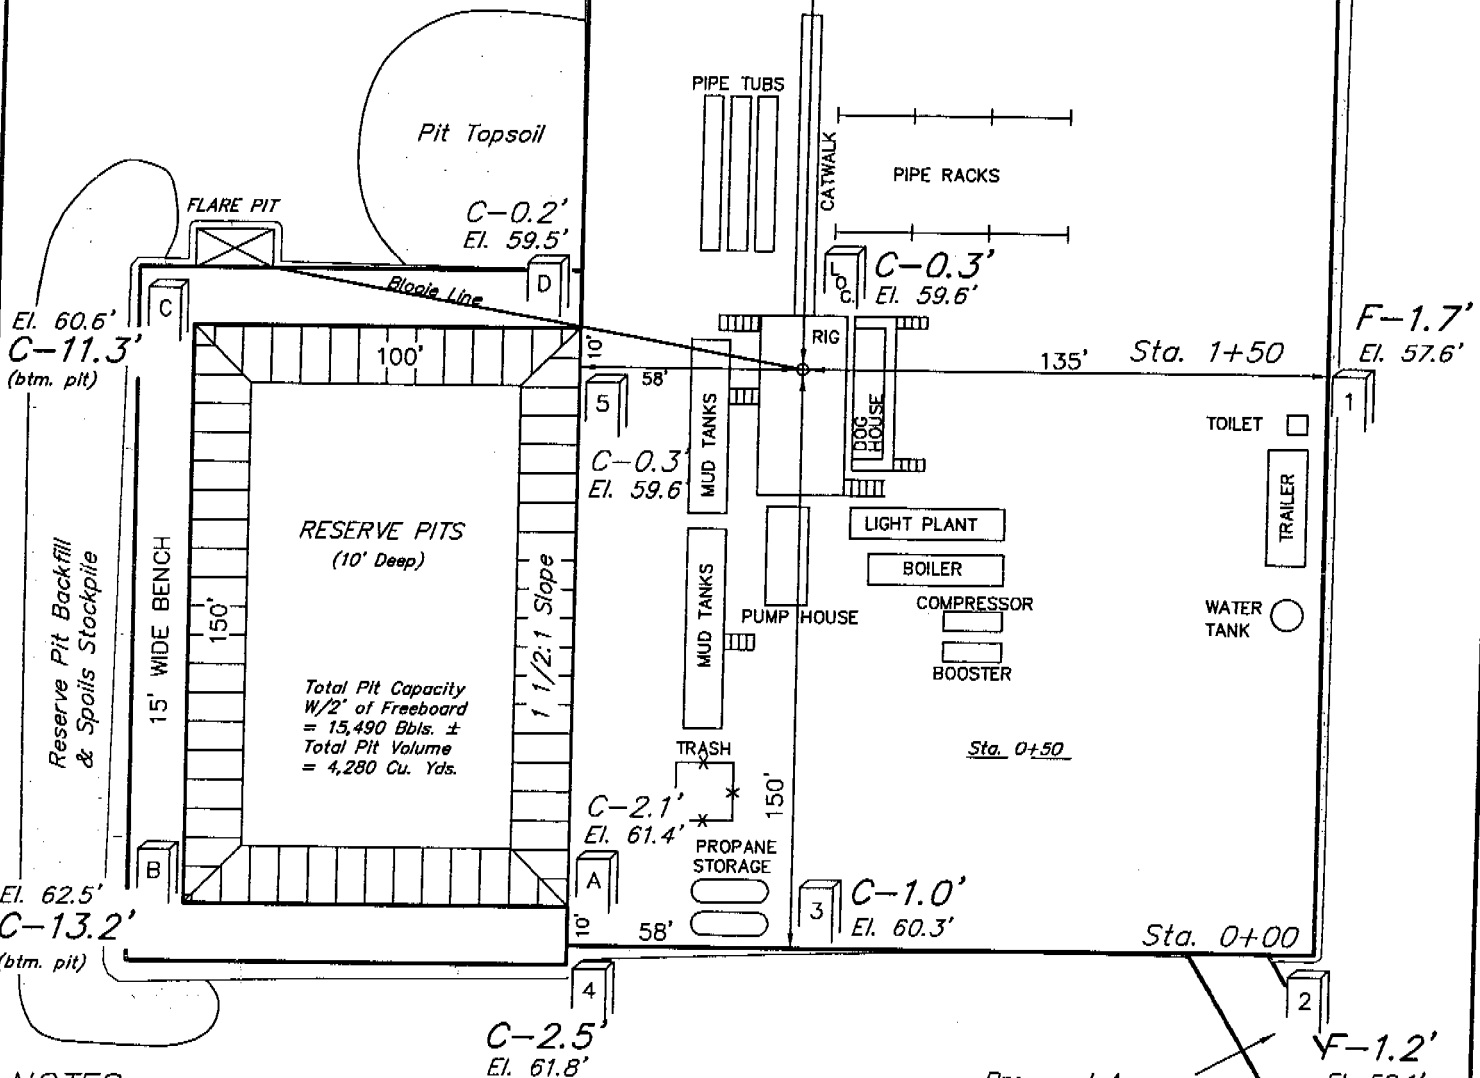 PIPE TUBS
Pit Topsoil
CATWALK
PIPE RACKS
FLARE PIT
C-0.2'
El. 59.5'
D
LOC.
C-0.3'
El. 59.6'
Blooie Line
C
El. 60.6'
C-11.3'
(btm. pit)
RIG
F-1.7'
El. 57.6'
100'
10'
58'
135'
Sta. 1+50
5
1
MUD TANKS
DOG HOUSE
TOILET
C-0.3'
El. 59.6'
TRAILER
RESERVE PITS
(10' Deep)
LIGHT PLANT
BOILER
Reserve Pit Backfill
& Spoils Stockpile
15' WIDE BENCH
150'
1 1/2:1 Slope
MUD TANKS
PUMP HOUSE
COMPRESSOR
BOOSTER
WATER
TANK
Total Pit Capacity
W/2' of Freeboard
= 15,490 Bbls. ±
Total Pit Volume
= 4,280 Cu. Yds.
TRASH
Sta. 0+50
C-2.1'
El. 61.4'
150'
PROPANE
STORAGE
B
A
El. 62.5'
C-13.2'
(btm. pit)
3
C-1.0'
El. 60.3'
10'
58'
Sta. 0+00
4
2
C-2.5'
El. 61.8'
F-1.2'
NOTES